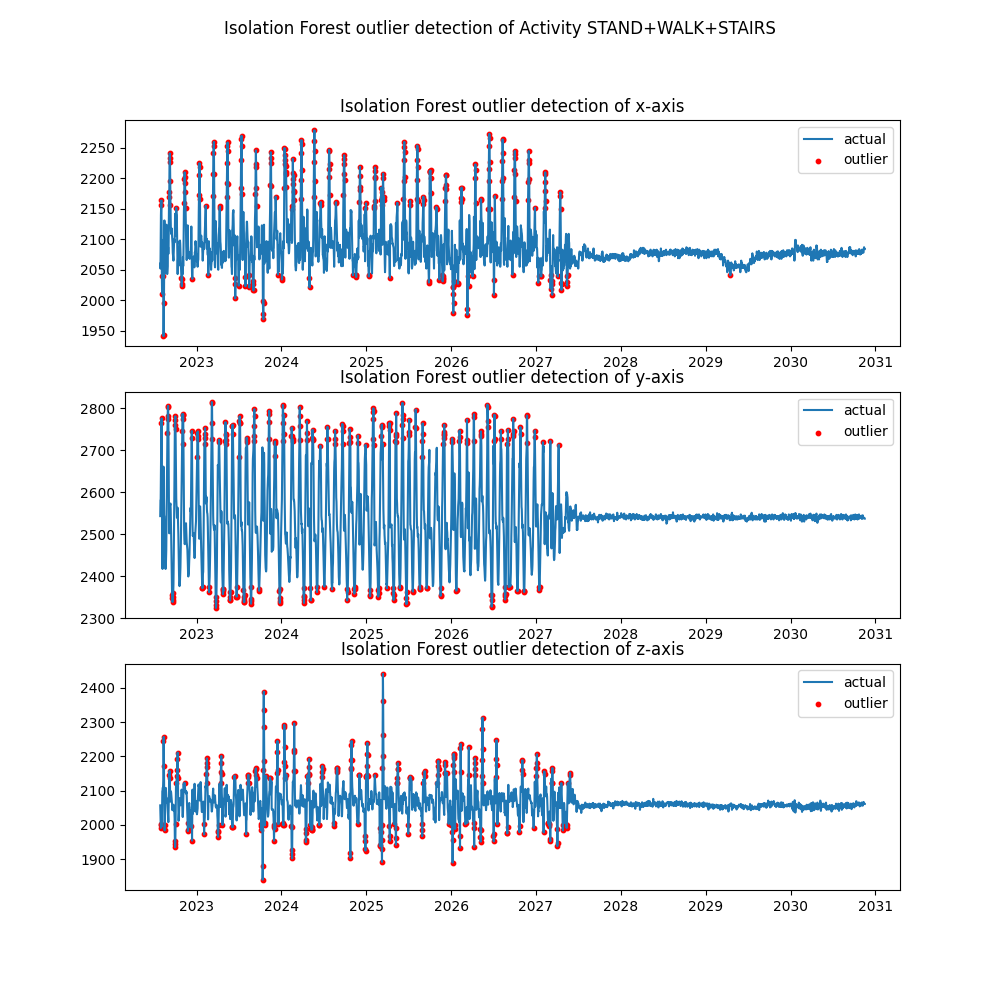 Isolation Forest outlier detection of Activity STAND+WALK+STAIRS
Isolation Forest outlier detection of x-axis
2250
2200
2150
2100
2050
2000
1950
actual
outlier
2023 2024 2025 2026 2027 2028 2029 2030 2031
Isolation Forest outlier detection of y-axis
2800
2700
2600
2500
2400
2300
actual
outlier
2023 2024 2025 2026 2027 2028 2029 2030 2031
Isolation Forest outlier detection of z-axis
2400
2300
2200
2100
2000
1900
actual
outlier
2023 2024 2025 2026 2027 2028 2029 2030 2031